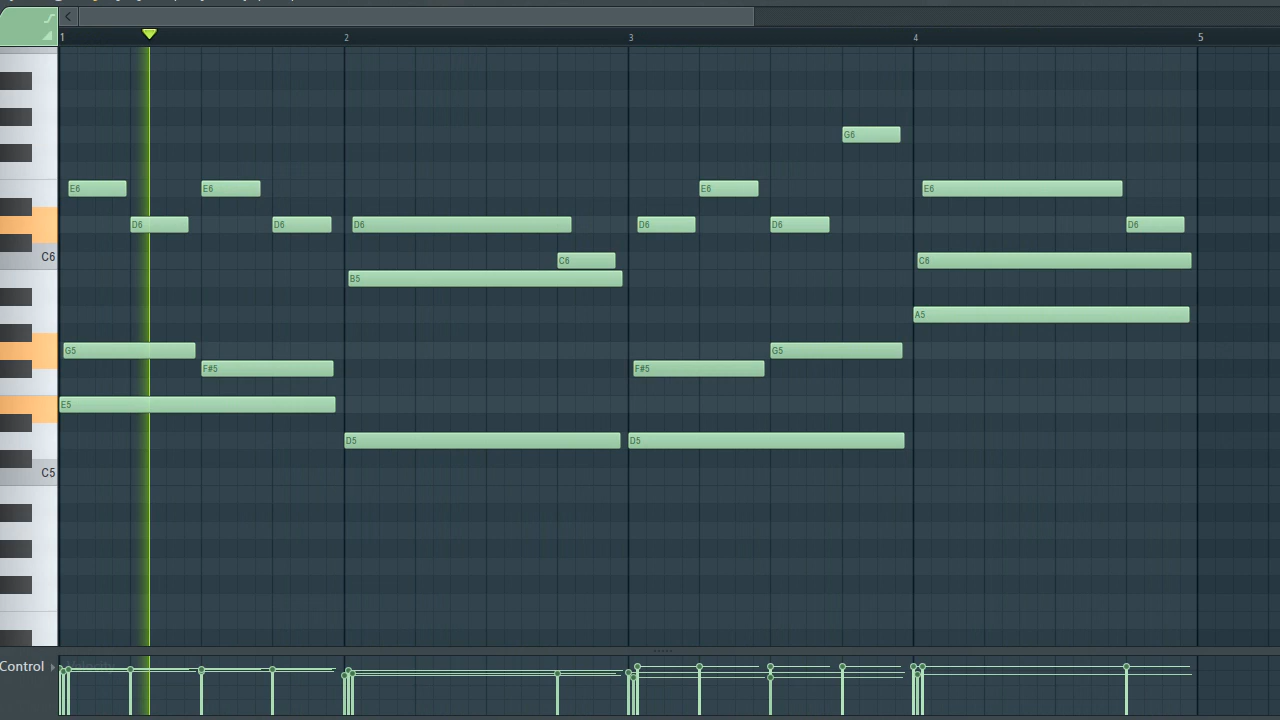 1 2 3 4 5
G6
E6 E6 E6 E6
D6 D6 D6 D6 D6 D6
C6 C6 C6
B5
A5
G5 G5
F#5 F#5
E5
D5 D5
C5
Control Velocity